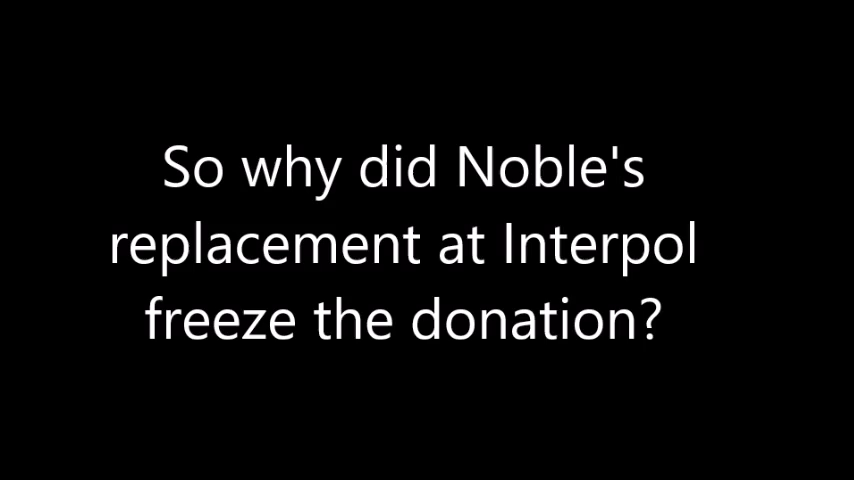 So why did Noble's
replacement at Interpol
freeze the donation?